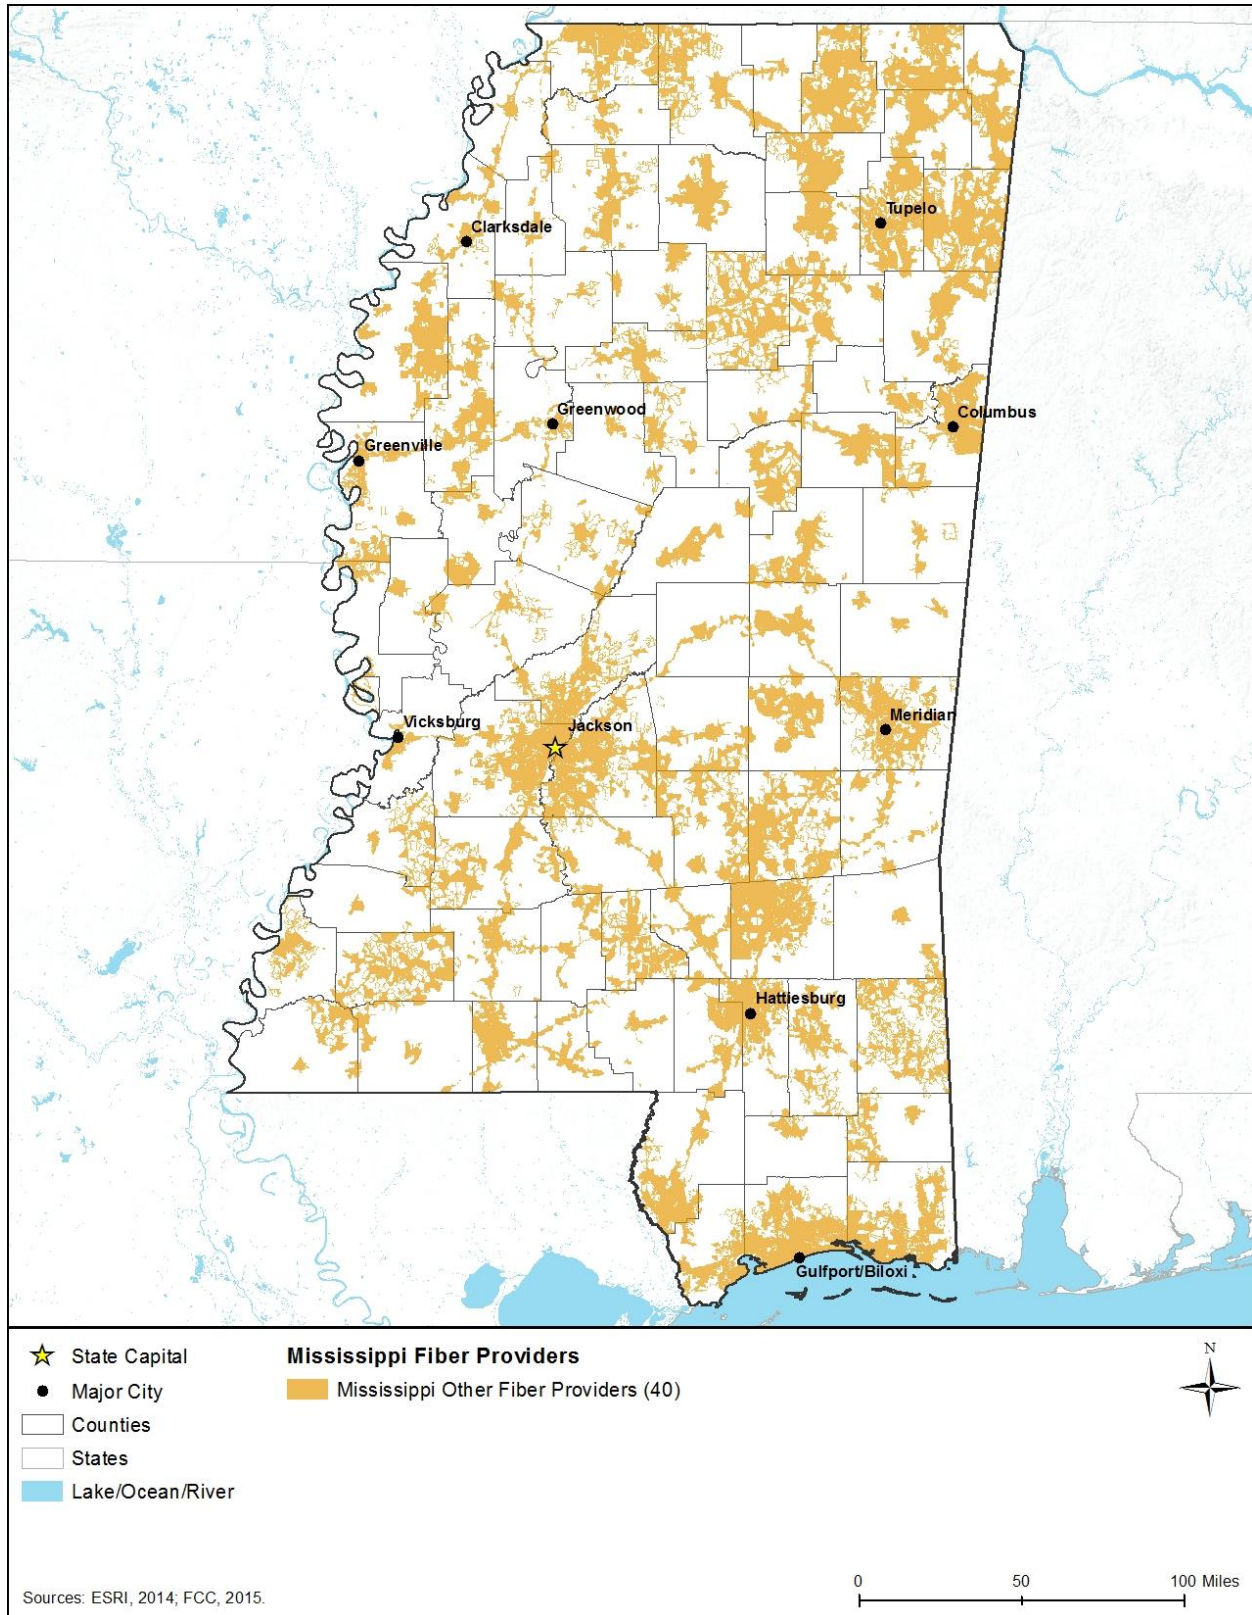 Tupelo
Clarksdale
Greenwood
Columbus
Greenville
Vicksburg
Jackson
Meridian
Hattiesburg
Gulfport/Biloxi
State Capital
Mississippi Fiber Providers
N
Major City
Mississippi Other Fiber Providers (40)
Counties
States
Lake/Ocean/River
Sources: ESRI, 2014; FCC, 2015.
0 50 100 Miles